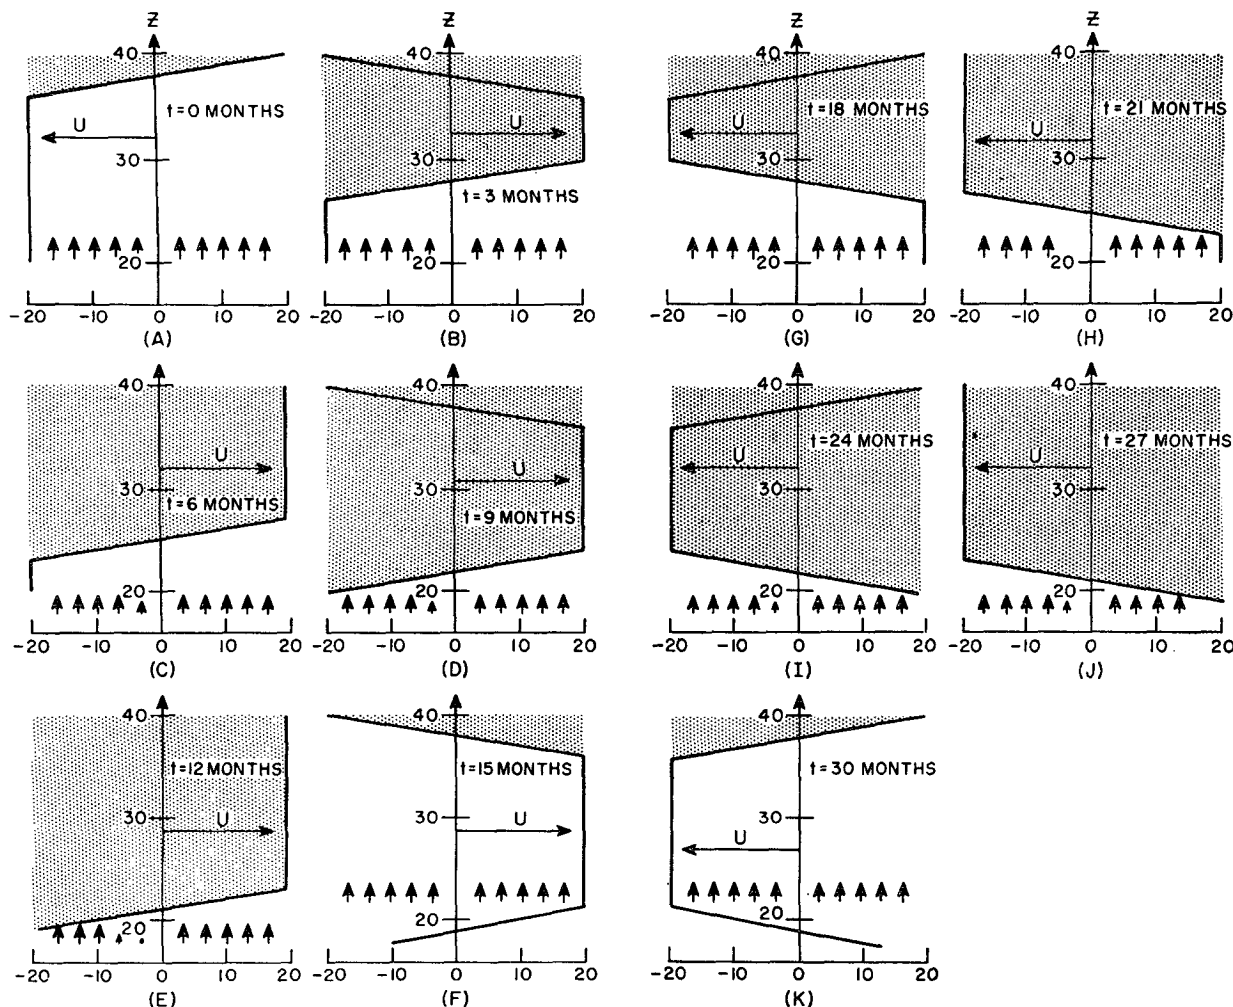 Z Z Z Z
40 40 40 40
t=0 MONTHS t=18 MONTHS t=21 MONTHS
U U U U
30 30 30 30
t=3 MONTHS
20 20 20 20
-20 -10 0 10 20 -20 -10 0 10 20 -20 -10 0 10 20 -20 -10 0 10 20
(A) (B) (G) (H)
40 40 40 40
t=24 MONTHS t=27 MONTHS
U U U U
30 30 30 30
t=6 MONTHS t=9 MONTHS
20 20 20 20
-20 -10 0 10 20 -20 -10 0 10 20 -20 -10 0 10 20 -20 -10 0 10 20
(C) (D) (I) (J)
40 40 40
t=12 MONTHS t=15 MONTHS t=30 MONTHS
30 30 30
U U U
20 20 20
-20 -10 0 10 20 -20 -10 0 10 20 -20 -10 0 10 20
(E) (F) (K)